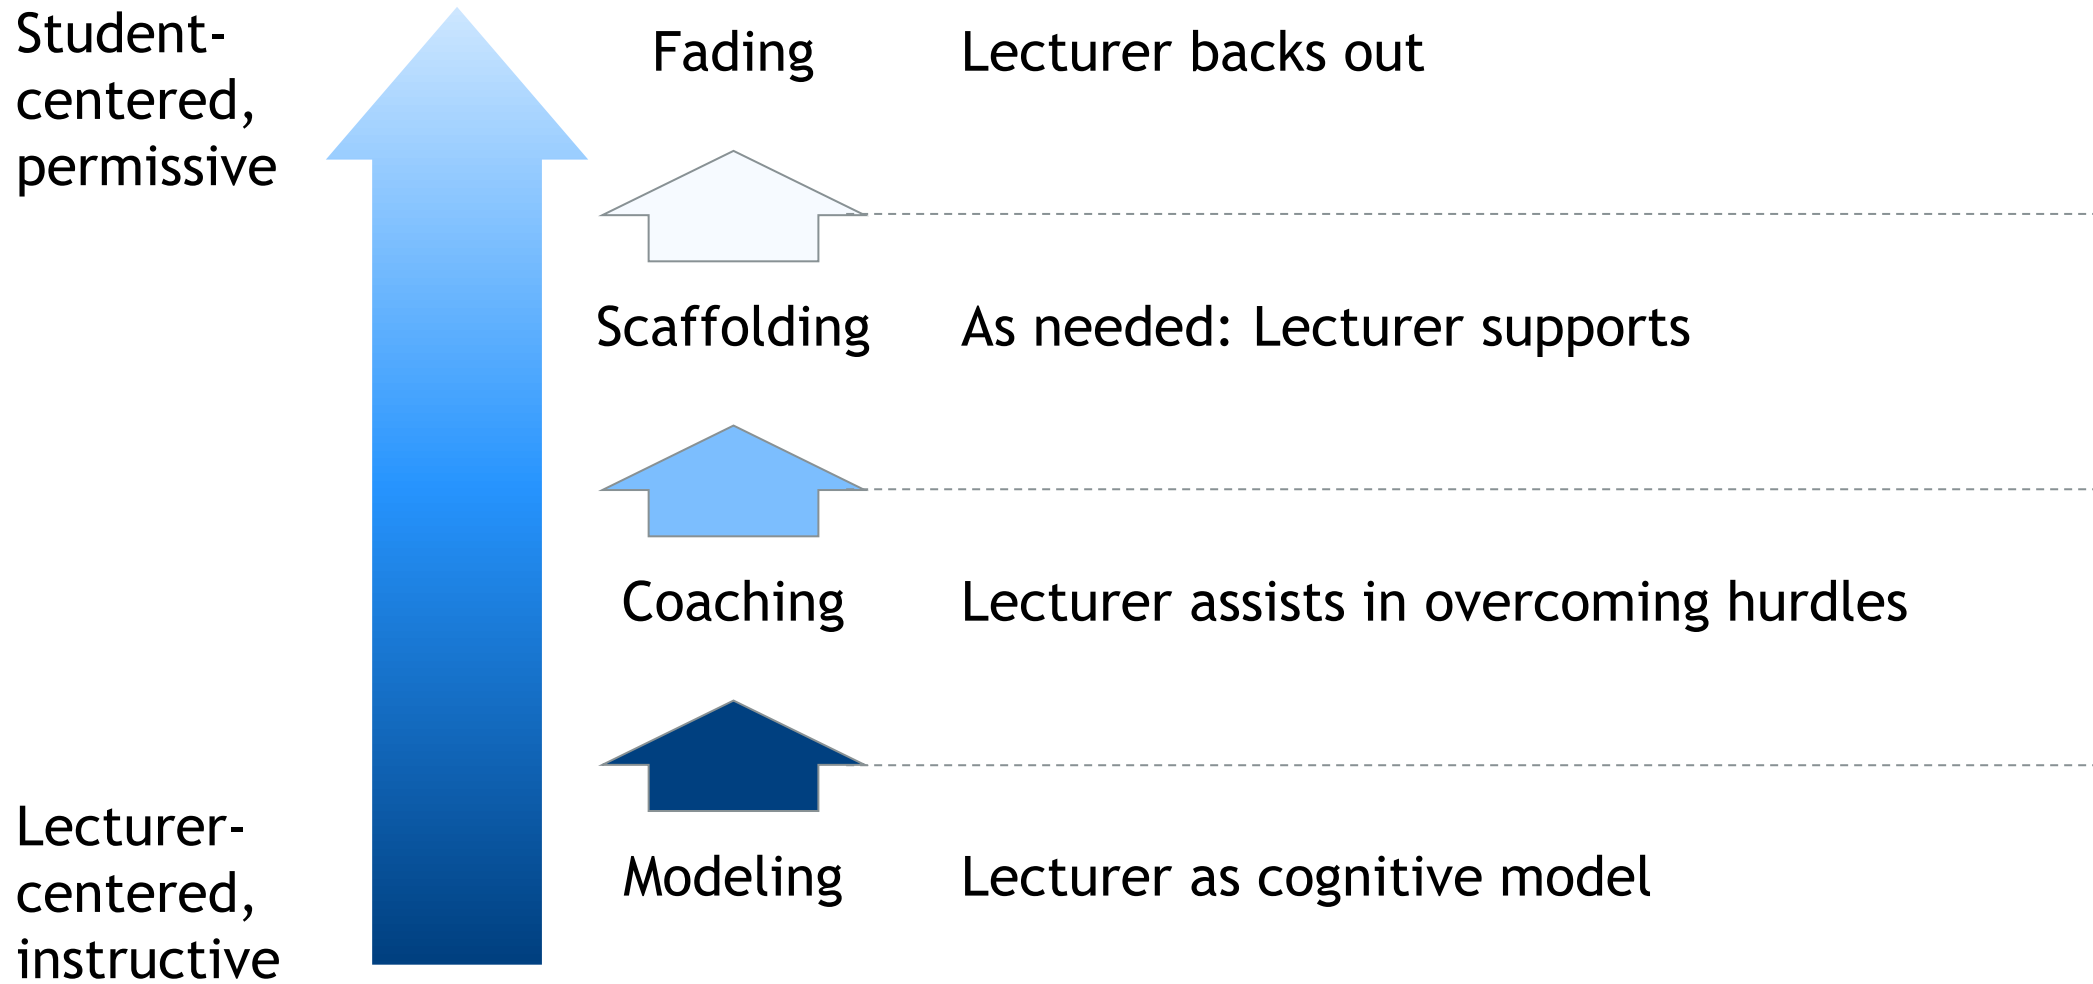 Student-
centered,
permissive
Fading
Lecturer backs out
Scaffolding
As needed: Lecturer supports
Coaching
Lecturer assists in overcoming hurdles
Lecturer-
centered,
instructive
Modeling
Lecturer as cognitive model